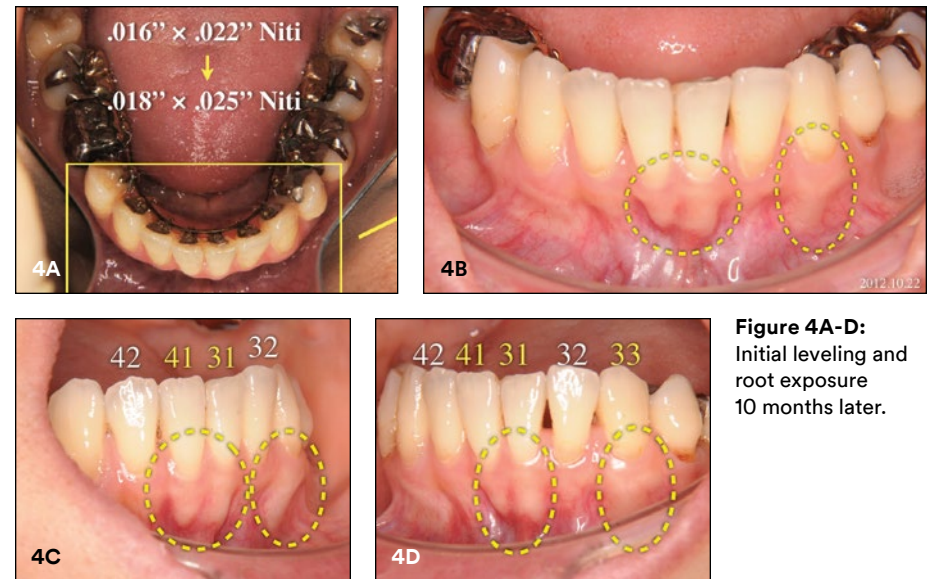 .016” × .022” Niti
.018” × .025” Niti
4A
4B
2012.10.22
42 41 31 32
4C
42 41 31 32 33
4D
Figure 4A-D:
Initial leveling and
root exposure
10 months later.